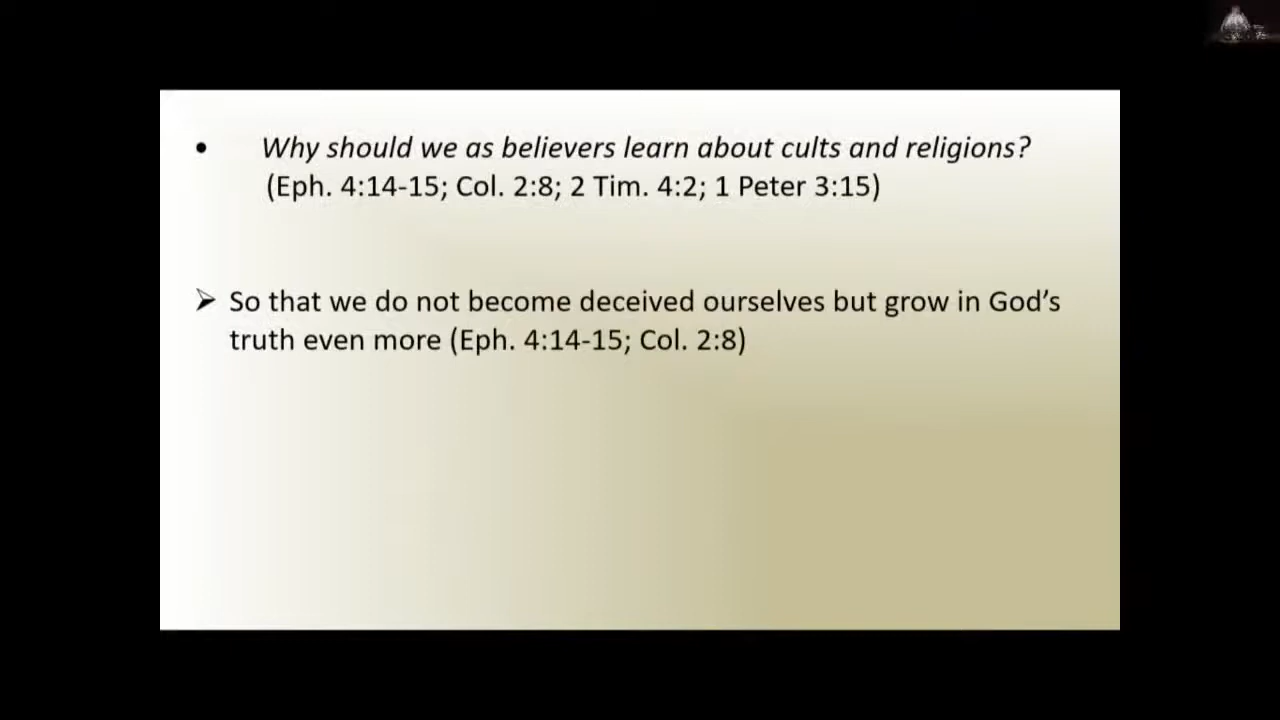 • Why should we as believers learn about cults and religions?
(Eph. 4:14-15; Col. 2:8; 2 Tim. 4:2; 1 Peter 3:15)
➢ So that we do not become deceived ourselves but grow in God’s
truth even more (Eph. 4:14-15; Col. 2:8)